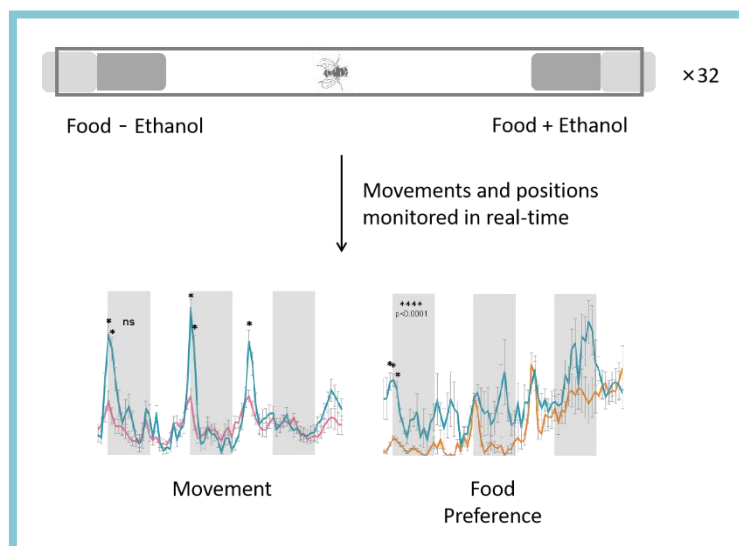 ×32
Food - Ethanol
Food + Ethanol
Movements and positions
monitored in real-time
*
*
ns
*
*
*
****
p<0.0001
**
*
Movement
Food
Preference